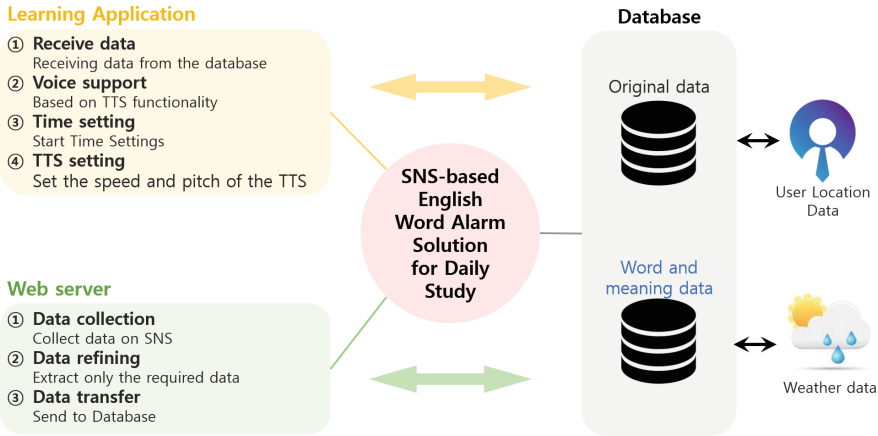 Learning Application
① Receive data
Receiving data from the database
② Voice support
Based on TTS functionality
③ Time setting
Start Time Settings
④ TTS setting
Set the speed and pitch of the TTS
Web server
① Data collection
Collect data on SNS
② Data refining
Extract only the required data
③ Data transfer
Send to Database
SNS-based
English
Word Alarm
Solution
for Daily
Study
Database
Original data
Word and
meaning data
User Location
Data
Weather data